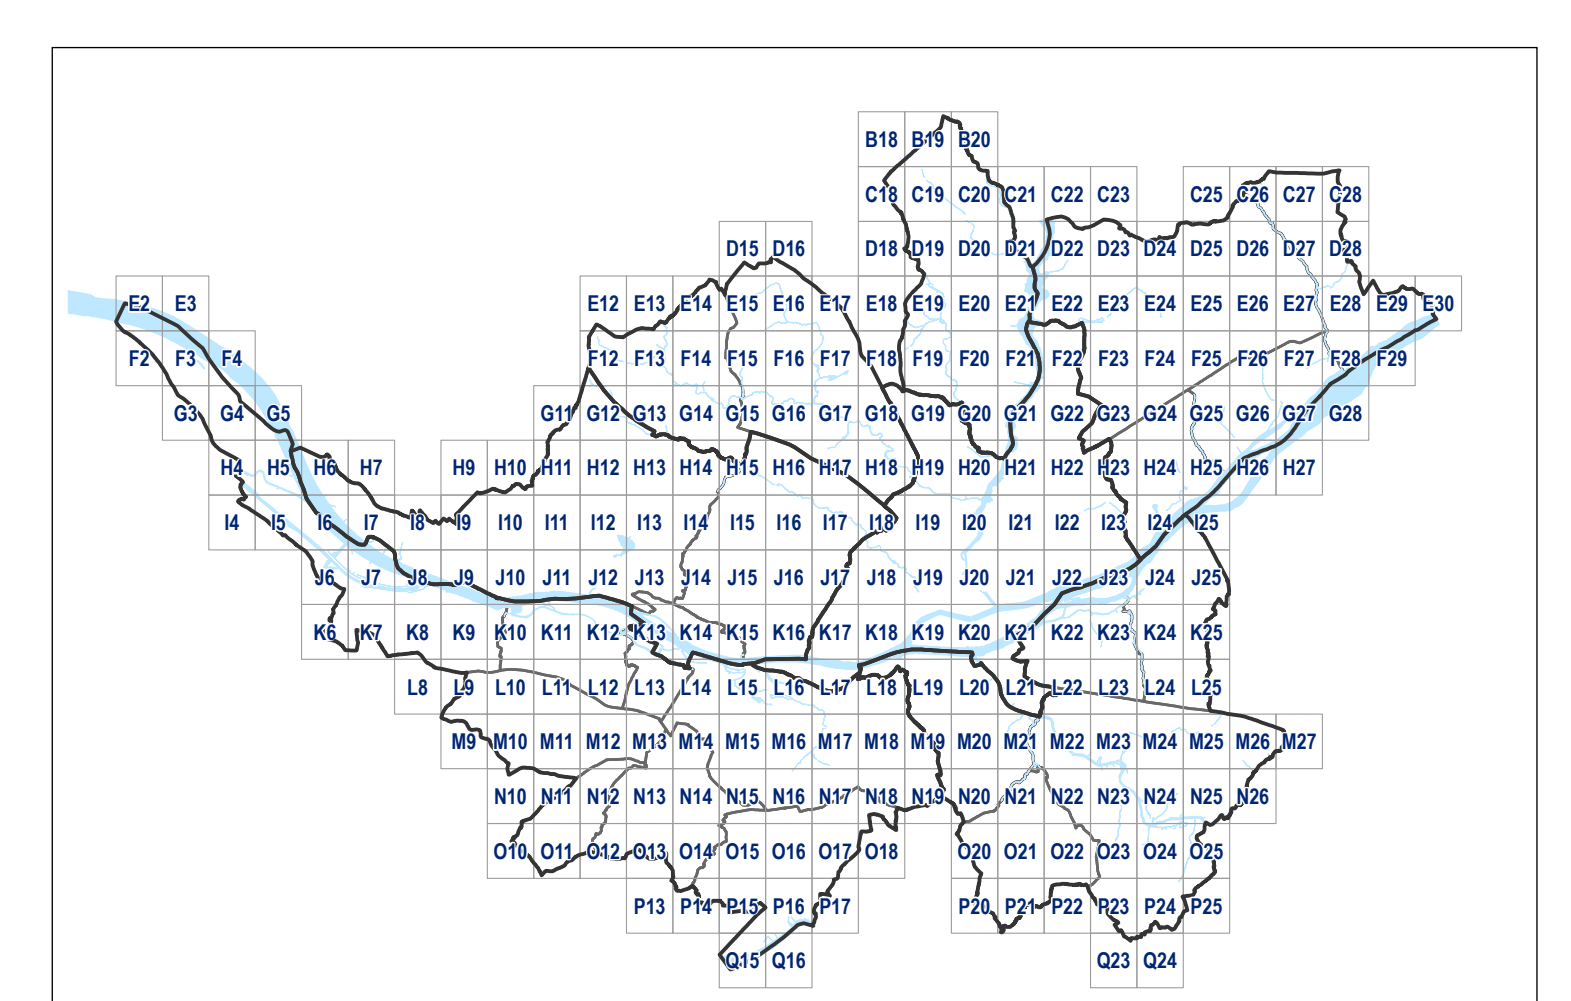 B18 B19 B20
C18 C19 C20 C21 C22 C23 C25 C26 C27 C28
D15 D16 D18 D19 D20 D21 D22 D23 D24 D25 D26 D27 D28
E2 E3 E12 E13 E14 E15 E16 E17 E18 E19 E20 E21 E22 E23 E24 E25 E26 E27 E28 E29 E30
F2 F3 F4 F12 F13 F14 F15 F16 F17 F18 F19 F20 F21 F22 F23 F24 F25 F26 F27 F28 F29
G3 G4 G5 G11 G12 G13 G14 G15 G16 G17 G18 G19 G20 G21 G22 G23 G24 G25 G26 G27 G28
H4 H5 H6 H7 H9 H10 H11 H12 H13 H14 H15 H16 H17 H18 H19 H20 H21 H22 H23 H24 H25 H26 H27
I4 I5 I6 I7 I8 I9 I10 I11 I12 I13 I14 I15 I16 I17 I18 I19 I20 I21 I22 I23 I24 I25
J6 J7 J8 J9 J10 J11 J12 J13 J14 J15 J16 J17 J18 J19 J20 J21 J22 J23 J24 J25
K6 K7 K8 K9 K10 K11 K12 K13 K14 K15 K16 K17 K18 K19 K20 K21 K22 K23 K24 K25
L8 L9 L10 L11 L12 L13 L14 L15 L16 L17 L18 L19 L20 L21 L22 L23 L24 L25
M9 M10 M11 M12 M13 M14 M15 M16 M17 M18 M19 M20 M21 M22 M23 M24 M25 M26 M27
N10 N11 N12 N13 N14 N15 N16 N17 N18 N19 N20 N21 N22 N23 N24 N25 N26
O10 O11 O12 O13 O14 O15 O16 O17 O18 O20 O21 O22 O23 O24 O25
P13 P14 P15 P16 P17 P20 P21 P22 P23 P24 P25
Q15 Q16 Q23 Q24